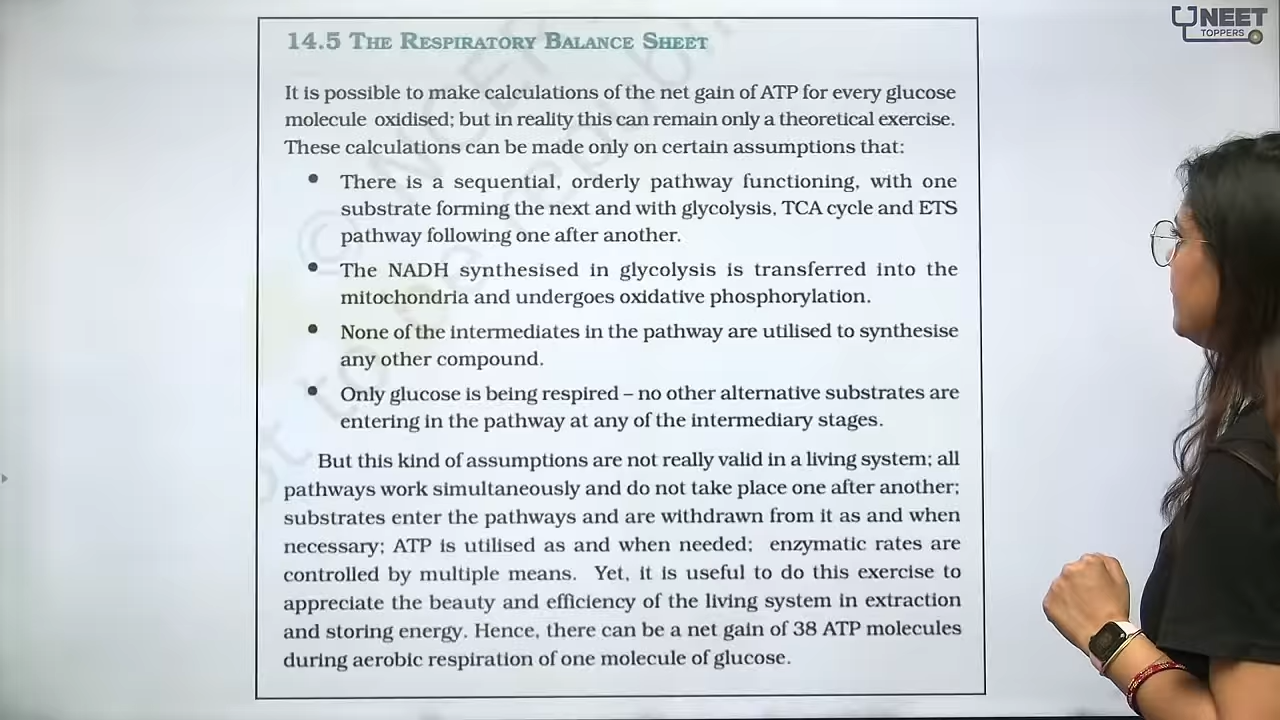 NEET
TOPPERS
14.5 THE RESPIRATORY BALANCE SHEET
It is possible to make calculations of the net gain of ATP for every glucose
molecule oxidised; but in reality this can remain only a theoretical exercise.
These calculations can be made only on certain assumptions that:
• There is a sequential, orderly pathway functioning, with one
substrate forming the next and with glycolysis, TCA cycle and ETS
pathway following one after another.
• The NADH synthesised in glycolysis is transferred into the
mitochondria and undergoes oxidative phosphorylation.
• None of the intermediates in the pathway are utilised to synthesise
any other compound.
• Only glucose is being respired – no other alternative substrates are
entering in the pathway at any of the intermediary stages.
But this kind of assumptions are not really valid in a living system; all
pathways work simultaneously and do not take place one after another;
substrates enter the pathways and are withdrawn from it as and when
necessary; ATP is utilised as and when needed; enzymatic rates are
controlled by multiple means. Yet, it is useful to do this exercise to
appreciate the beauty and efficiency of the living system in extraction
and storing energy. Hence, there can be a net gain of 38 ATP molecules
during aerobic respiration of one molecule of glucose.